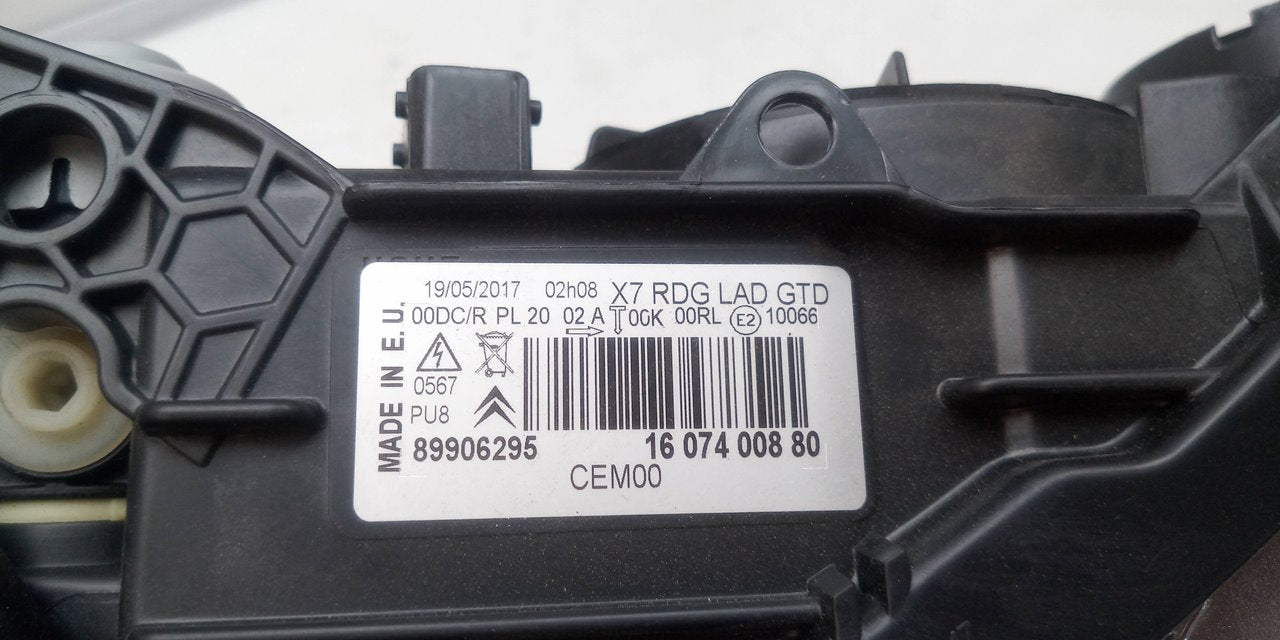 19/05/2017 02h08 X7 RDG LAD GTD
00DC/R PL 20 02 A 00K 00RL E2 10066
MADE IN E.U.
0567
PU8
89906295 16 074 008 80
CEM00